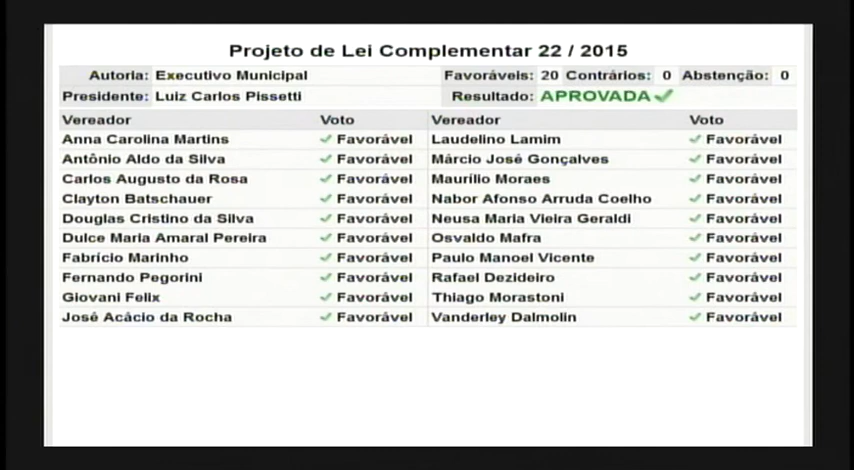 Projeto de Lei Complementar 22 / 2015
Autoria: Executivo Municipal Favoráveis: 20 Contrários: 0 Abstenção: 0
Presidente: Luiz Carlos Pissetti Resultado: APROVADA
Vereador Voto Vereador Voto
Anna Carolina Martins Favorável Laudelino Lamim Favorável
Antônio Aldo da Silva Favorável Márcio José Gonçalves Favorável
Carlos Augusto da Rosa Favorável Maurílio Moraes Favorável
Clayton Batschauer Favorável Nabor Afonso Arruda Coelho Favorável
Douglas Cristino da Silva Favorável Neusa Maria Vieira Geraldi Favorável
Dulce Maria Amaral Pereira Favorável Osvaldo Mafra Favorável
Fabrício Marinho Favorável Paulo Manoel Vicente Favorável
Fernando Pegorini Favorável Rafael Dezideiro Favorável
Giovani Felix Favorável Thiago Morastoni Favorável
José Acácio da Rocha Favorável Vanderley Dalmolin Favorável